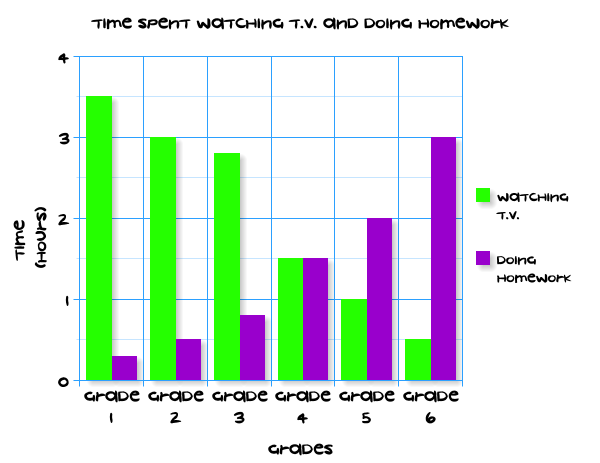 Time Spent Watching T.V. and Doing Homework
4
3
2
1
0
Time
(Hours)
Grade
1
Grade
2
Grade
3
Grade
4
Grade
5
Grade
6
Grades
Watching
T.V.
Doing
Homework